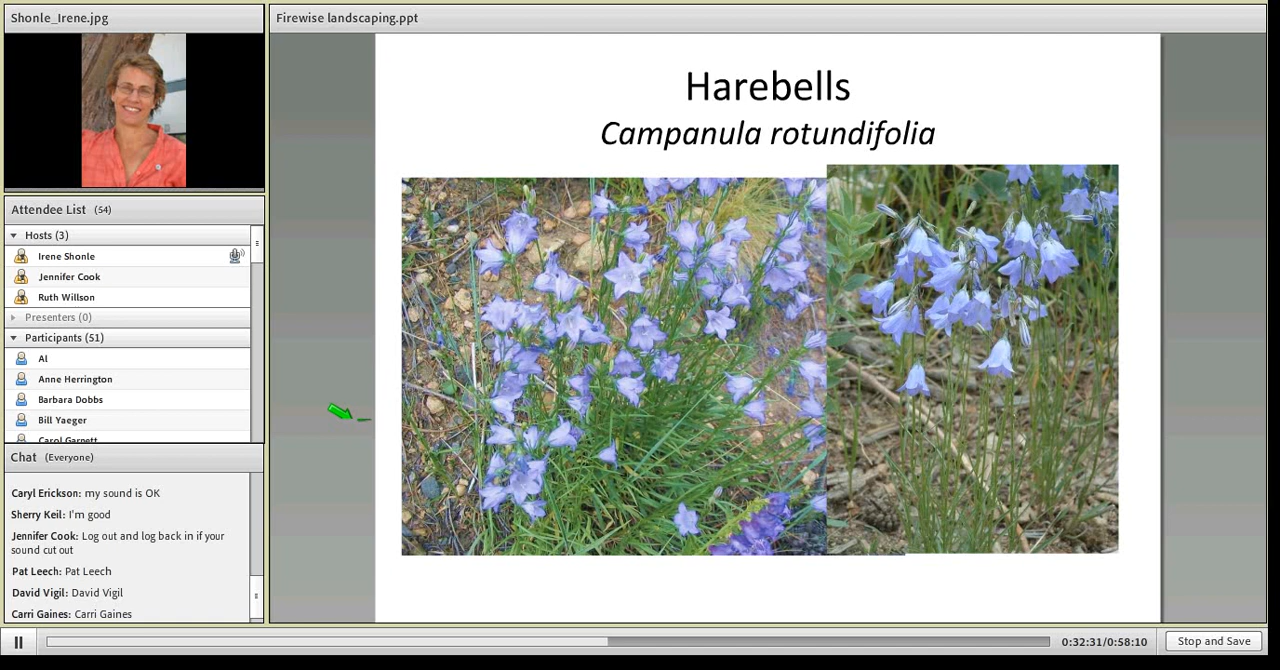 Shonle_Irene.jpg
Attendee List (54)
Hosts (3)
Irene Shonle
Jennifer Cook
Ruth Willson
Presenters (0)
Participants (51)
Al
Anne Herrington
Barbara Dobbs
Bill Yaeger
Carol Garnett
Chat (Everyone)
Caryl Erickson: my sound is OK
Sherry Keil: I'm good
Jennifer Cook: Log out and log back in if your
sound cut out
Pat Leech: Pat Leech
David Vigil: David Vigil
Carri Gaines: Carri Gaines
Firewise landscaping.ppt
Harebells
Campanula rotundifolia
0:32:31/0:58:10
Stop and Save